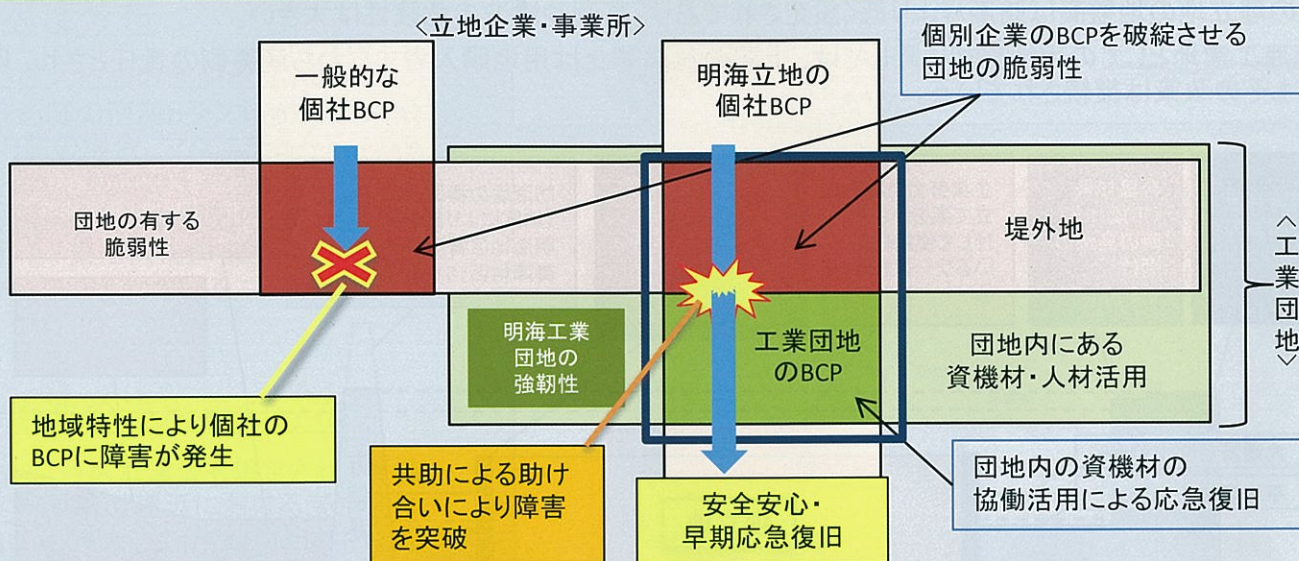 〈立地企業・事業所〉
一般的な
個社BCP
明海立地の
個社BCP
個別企業のBCPを破綻させる
団地の脆弱性
団地の有する
脆弱性
堤外地
〈工業団地〉
明海工業
団地の
強靭性
工業団地
のBCP
団地内にある
資機材・人材活用
地域特性により個社の
BCPに障害が発生
共助による助け
合いにより障害
を突破
安全安心・
早期応急復旧
団地内の資機材の
協働活用による応急復旧